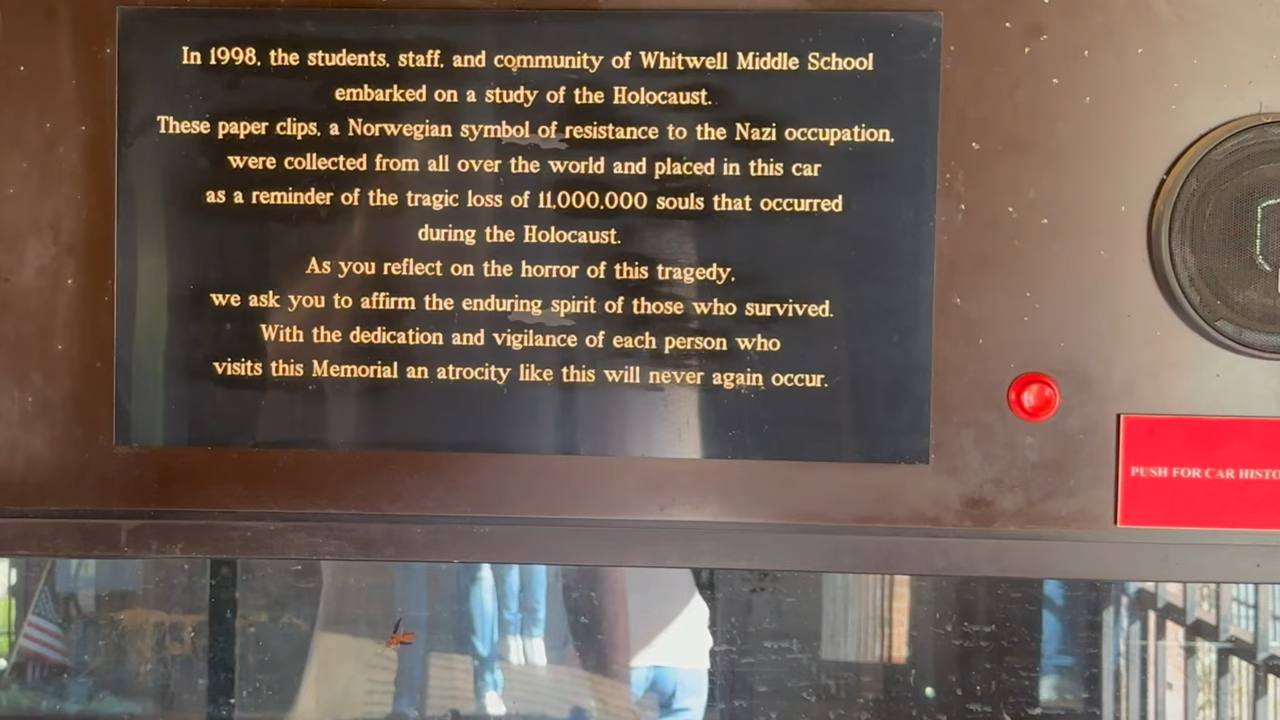 In 1998, the students, staff, and community of Whitwell Middle School
embarked on a study of the Holocaust.
These paper clips, a Norwegian symbol of resistance to the Nazi occupation,
were collected from all over the world and placed in this car
as a reminder of the tragic loss of 11,000,000 souls that occurred
during the Holocaust.
As you reflect on the horror of this tragedy,
we ask you to affirm the enduring spirit of those who survived.
With the dedication and vigilance of each person who
visits this Memorial an atrocity like this will never again occur.
PUSH FOR CAR HISTO